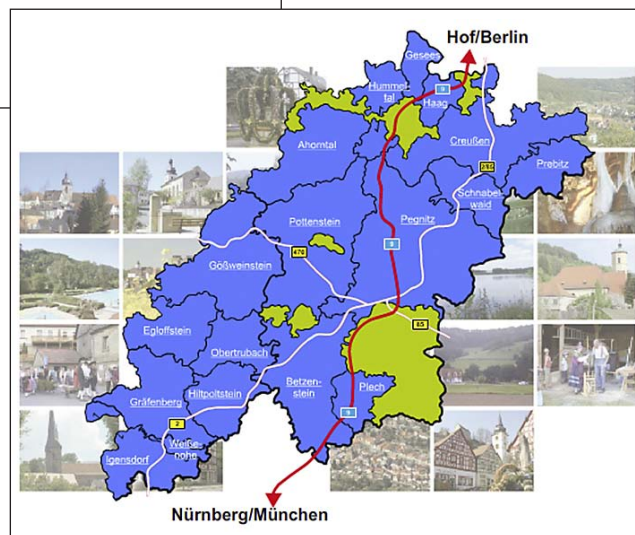 Hof/Berlin
Gesees
Hummel-
tal
9
Haag
Creußen
Ahorntal
Prebitz
Schnabel-
waid
Pottenstein
Pegnitz
9
470
Gößweinstein
85
Egloffstein
Obertrubach
Betzen-
stein
Plech
Hiltpoltstein
Gräfenberg
9
2
Weiße-
nohe
Igensdorf
Nürnberg/München